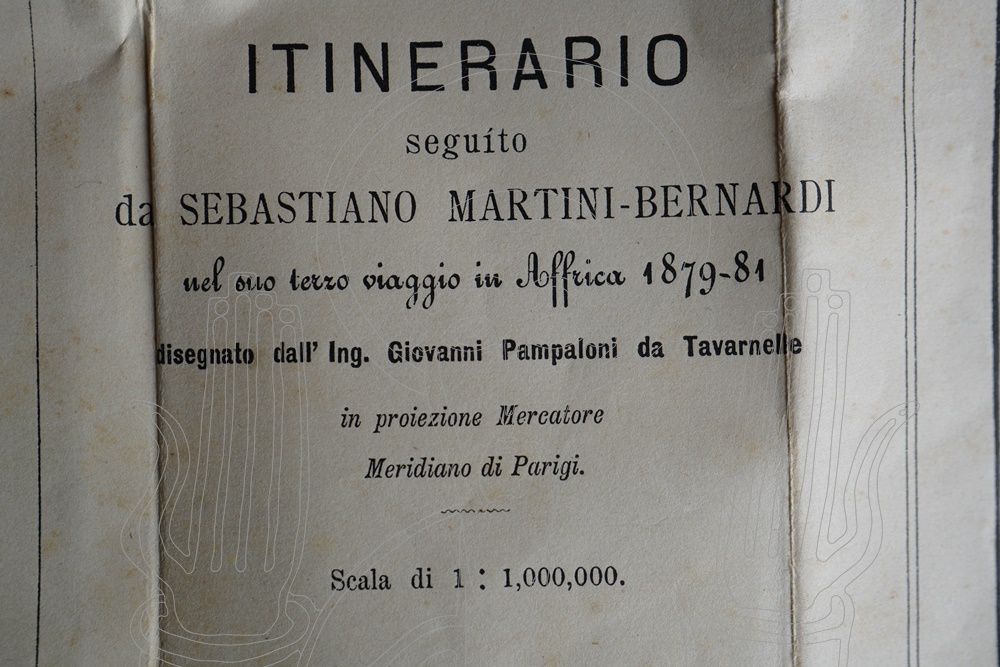 ITINERARIO
seguíto
da SEBASTIANO MARTINI-BERNARDI
nel suo terzo viaggio in Affrica 1879-81
disegnato dall' Ing. Giovanni Pampaloni da Tavarnelle
in proiezione Mercatore
Meridiano di Parigi.
Scala di 1 : 1,000,000.